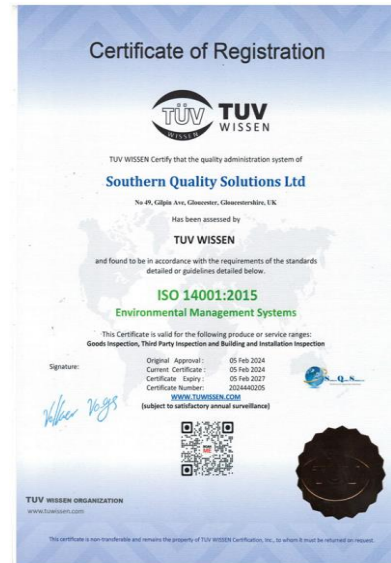 Certificate of Registration
TÜV
WISSEN
TUV
WISSEN
TUV WISSEN Certify that the quality administration system of
Southern Quality Solutions Ltd
No 49, Gilpin Ave, Gloucester, Gloucestershire, UK
Has been assessed by
TUV WISSEN
and found to be in accordance with the requirements of the standards
detailed or guidelines detailed below.
ISO 14001:2015
Environmental Management Systems
This Certificate is valid for the following produce or service ranges:
Goods Inspection, Third Party Inspection and Building and Installation Inspection
Signature:
Original Approval : 05 Feb 2024
Current Certificate : 05 Feb 2024
Certificate Expiry : 05 Feb 2027
Certificate Number: 2024440205
WWW.TUWISSEN.COM
(subject to satisfactory annual surveillance)
TUV WISSEN ORGANIZATION
www.tuwissen.com
This certificate is non-transferable and remains the property of TUV WISSEN Certification, Inc., to whom it must be returned on request.